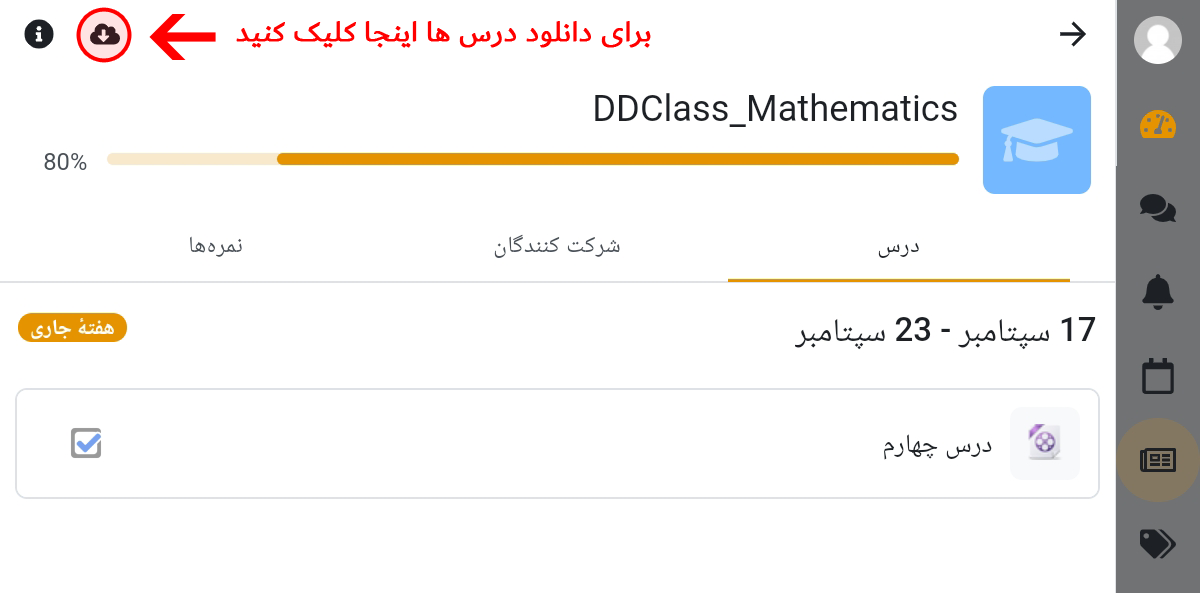 برای دانلود درس ها اینجا کلیک کنید
DDClass_Mathematics
80%
درس
شرکت کنندگان
نمره‌ها
17 سپتامبر - 23 سپتامبر
هفتهٔ جاری
درس چهارم